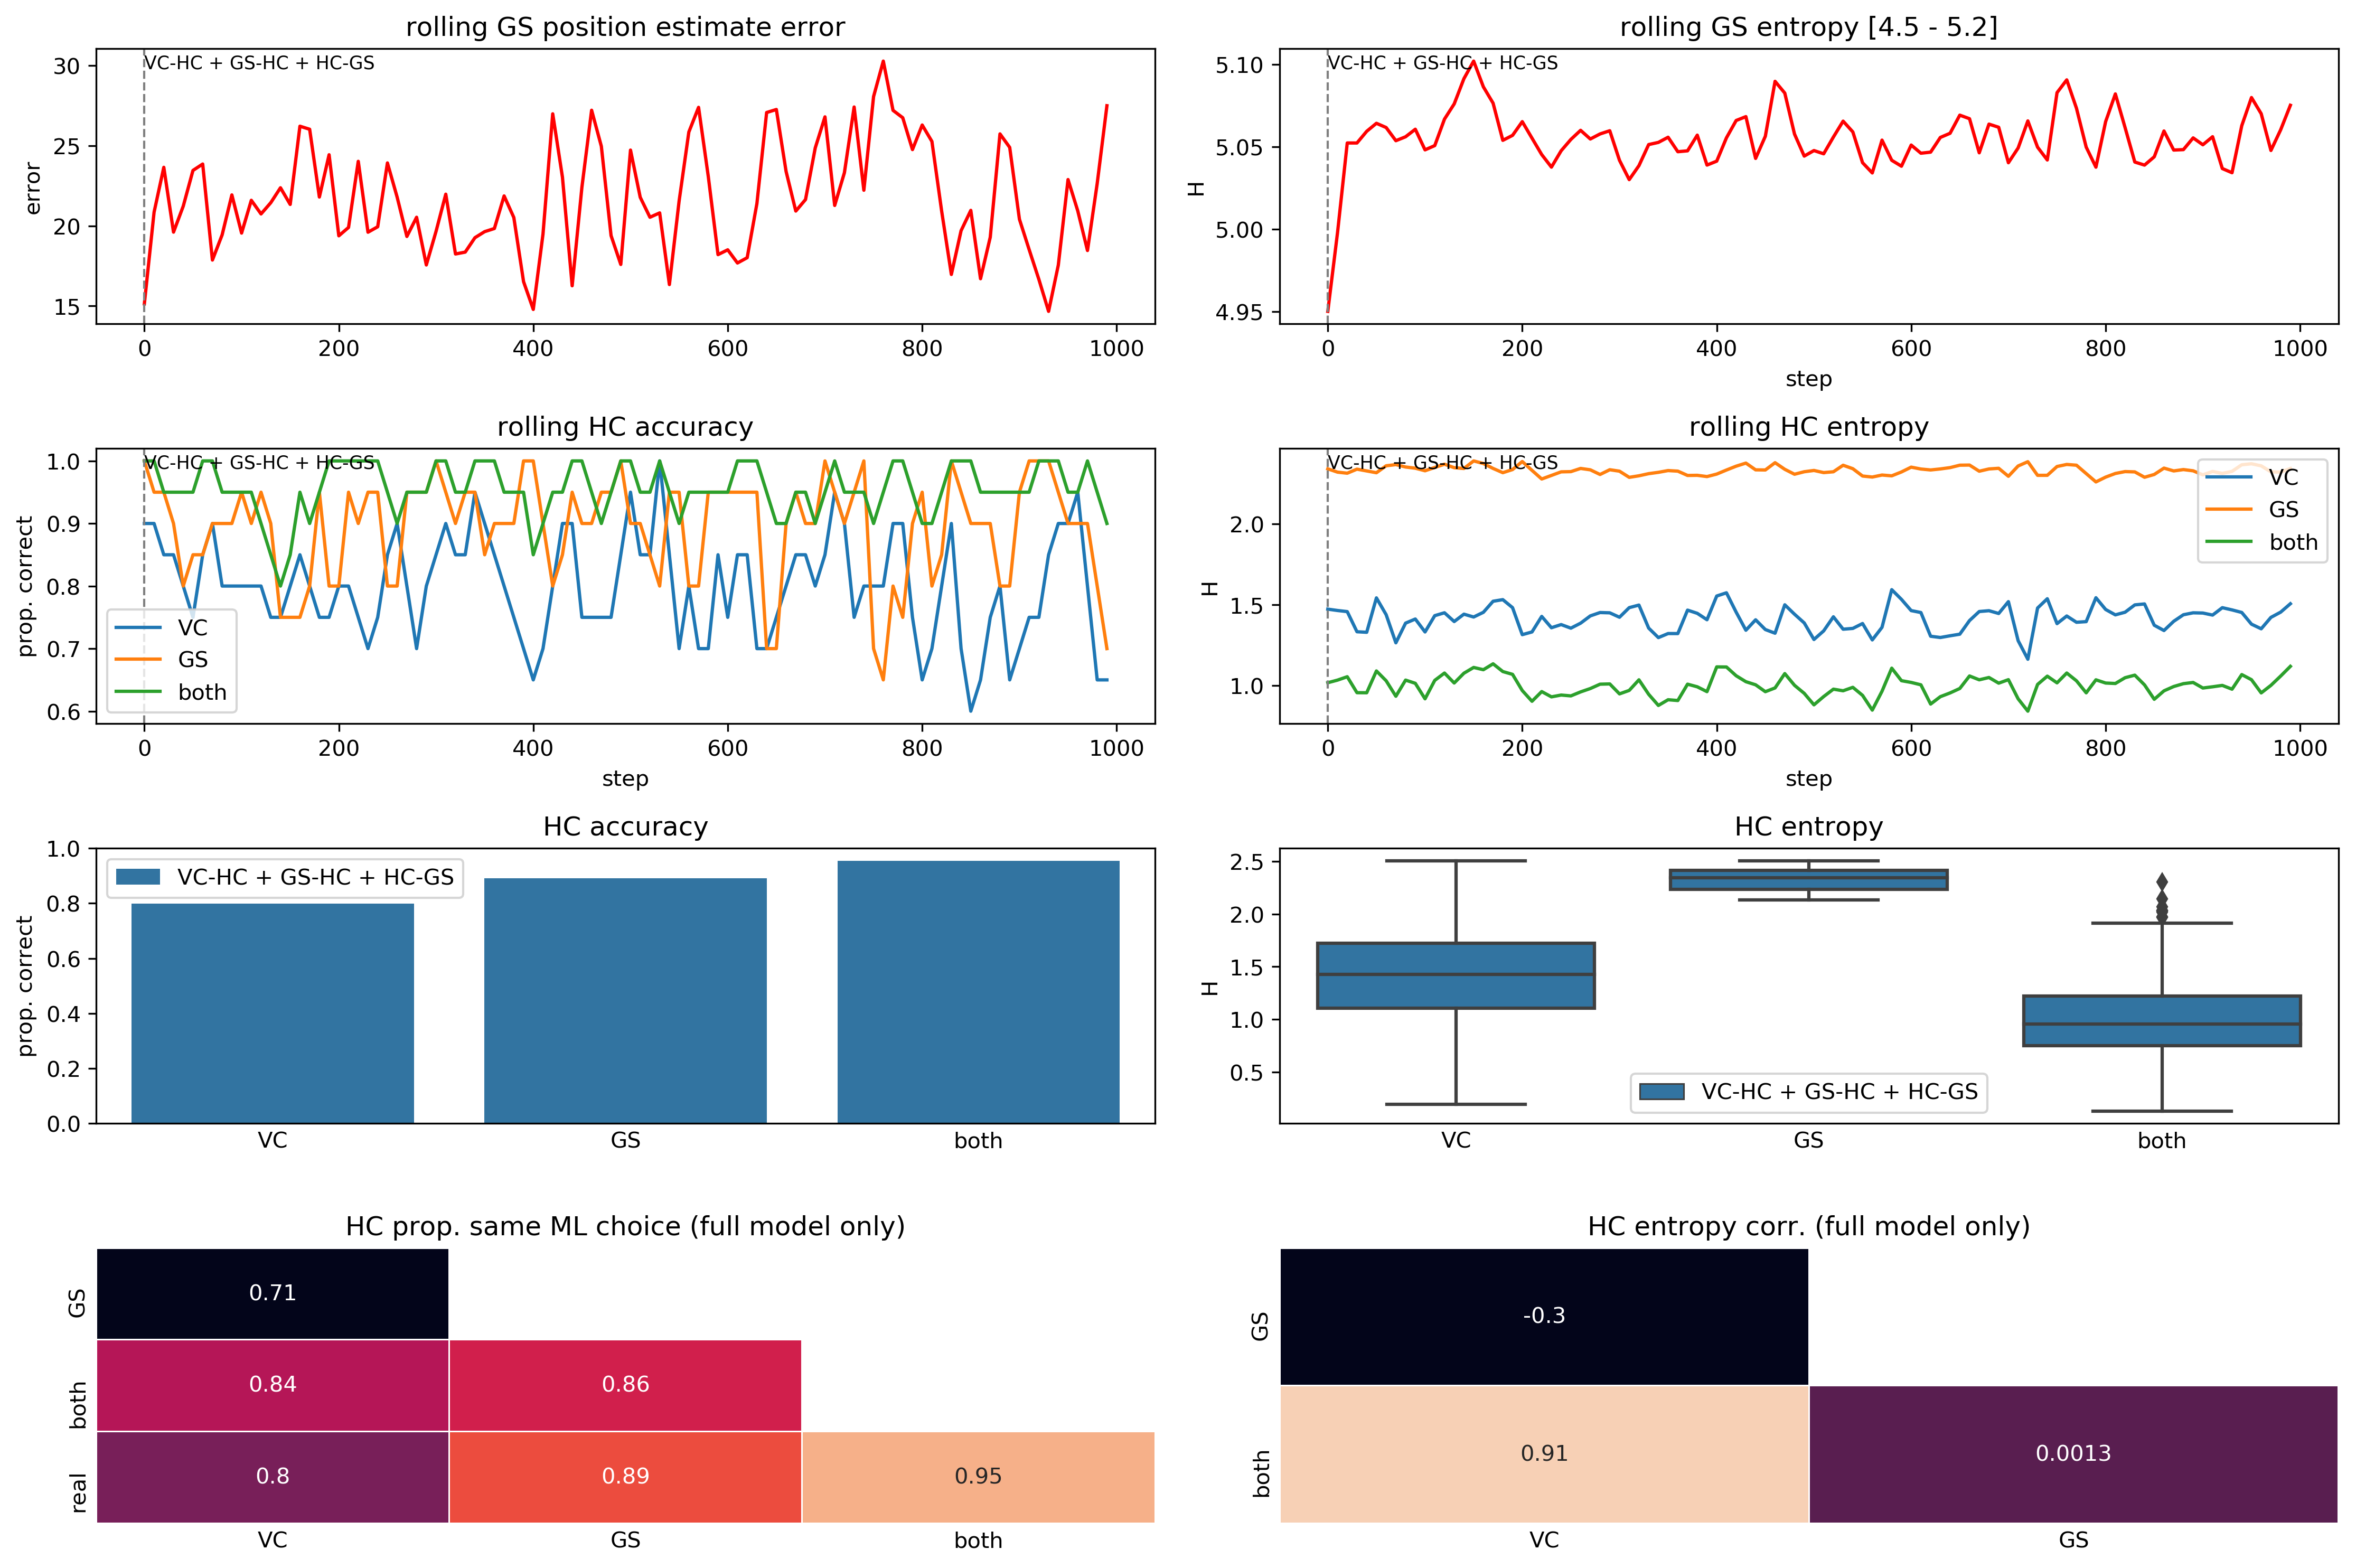 rolling GS position estimate error
VC-HC + GS-HC + HC-GS
error
30
25
20
15
0 200 400 600 800 1000
rolling GS entropy [4.5 - 5.2]
VC-HC + GS-HC + HC-GS
H
5.10
5.05
5.00
4.95
0 200 400 600 800 1000
step
rolling HC accuracy
VC-HC + GS-HC + HC-GS
prop. correct
1.0
0.9
0.8
0.7
0.6
VC
GS
both
0 200 400 600 800 1000
step
rolling HC entropy
VC-HC + GS-HC + HC-GS
H
2.0
1.5
1.0
VC
GS
both
0 200 400 600 800 1000
step
HC accuracy
VC-HC + GS-HC + HC-GS
prop. correct
1.0
0.8
0.6
0.4
0.2
0.0
VC GS both
HC entropy
H
2.5
2.0
1.5
1.0
0.5
VC-HC + GS-HC + HC-GS
VC GS both
HC prop. same ML choice (full model only)
GS
0.71
both
0.84 0.86
real
0.8 0.89 0.95
VC GS both
HC entropy corr. (full model only)
GS
-0.3
both
0.91 0.0013
VC GS